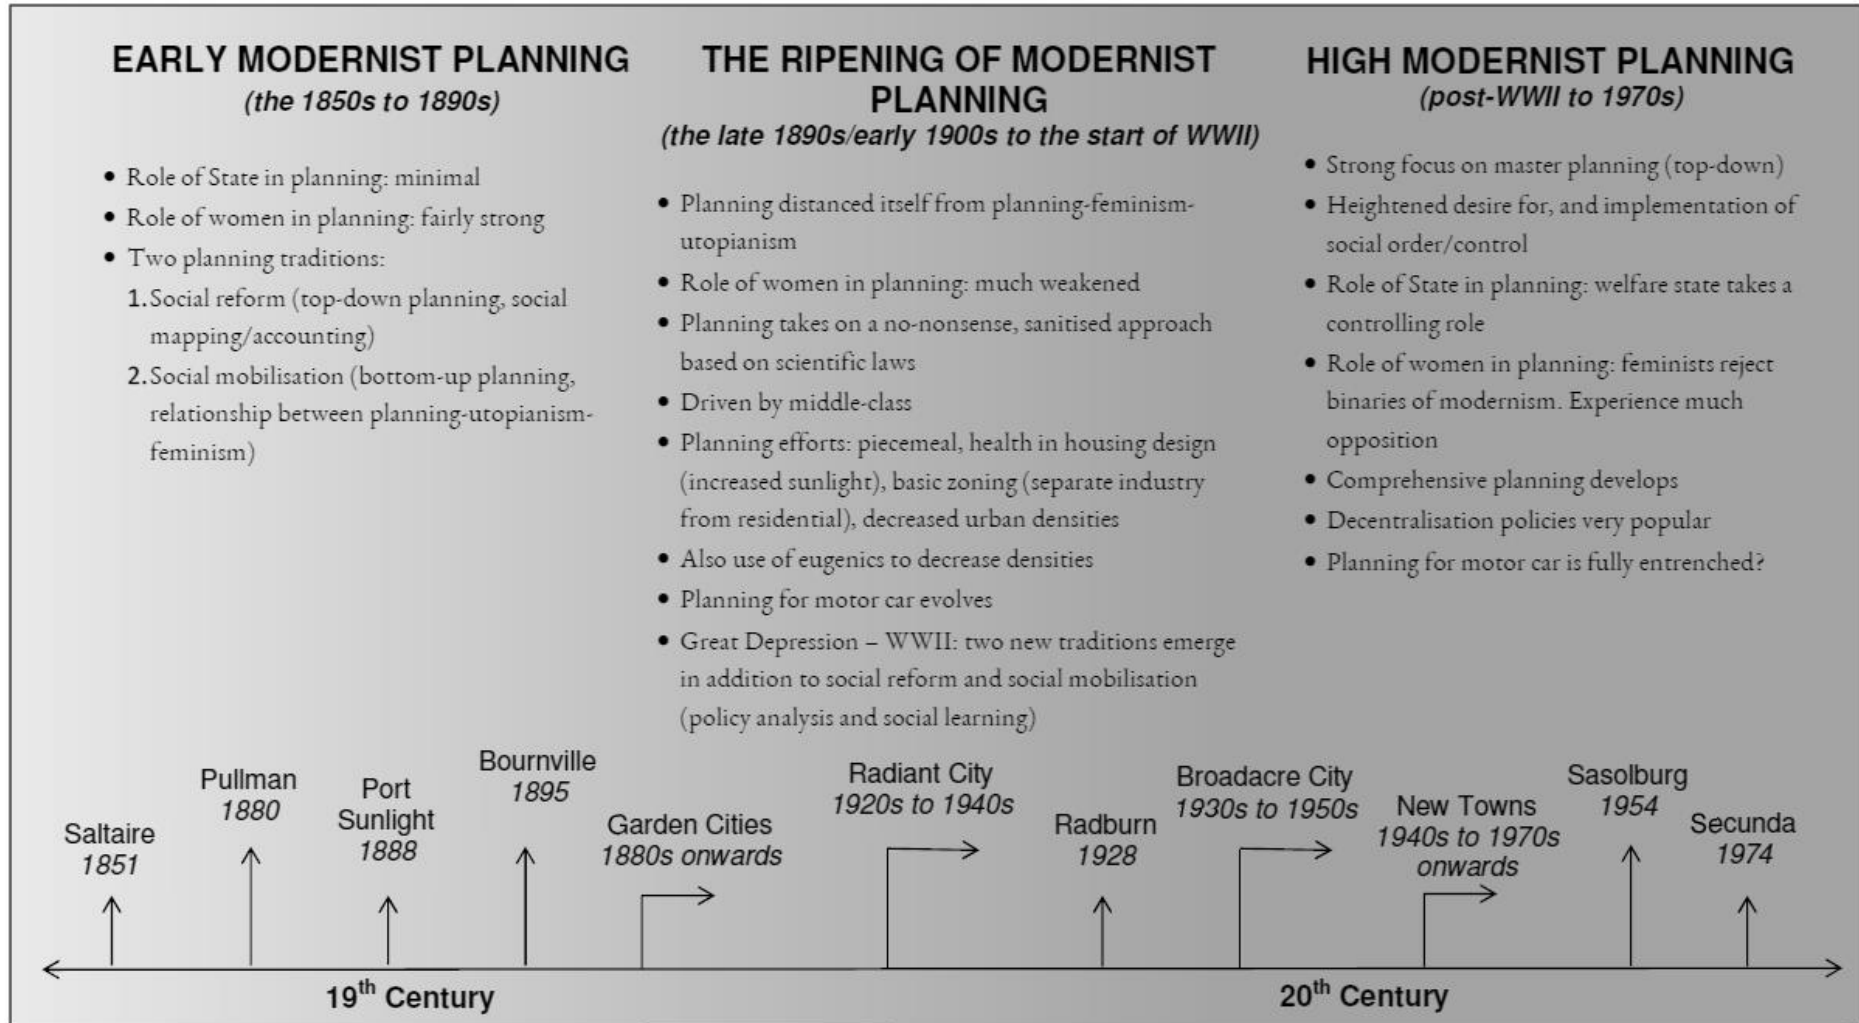 EARLY MODERNIST PLANNING
(the 1850s to 1890s)
• Role of State in planning: minimal
• Role of women in planning: fairly strong
• Two planning traditions:
1. Social reform (top-down planning, social
mapping/accounting)
2. Social mobilisation (bottom-up planning,
relationship between planning-utopianism-
feminism)
THE RIPENING OF MODERNIST
PLANNING
(the late 1890s/early 1900s to the start of WWII)
• Planning distanced itself from planning-feminism-
utopianism
• Role of women in planning: much weakened
• Planning takes on a no-nonsense, sanitised approach
based on scientific laws
• Driven by middle-class
• Planning efforts: piecemeal, health in housing design
(increased sunlight), basic zoning (separate industry
from residential), decreased urban densities
• Also use of eugenics to decrease densities
• Planning for motor car evolves
• Great Depression – WWII: two new traditions emerge
in addition to social reform and social mobilisation
(policy analysis and social learning)
HIGH MODERNIST PLANNING
(post-WWII to 1970s)
• Strong focus on master planning (top-down)
• Heightened desire for, and implementation of
social order/control
• Role of State in planning: welfare state takes a
controlling role
• Role of women in planning: feminists reject
binaries of modernism. Experience much
opposition
• Comprehensive planning develops
• Decentralisation policies very popular
• Planning for motor car is fully entrenched?
Saltaire
1851
Pullman
1880
Port
Sunlight
1888
Bournville
1895
Garden Cities
1880s onwards
Radiant City
1920s to 1940s
Radburn
1928
Broadacre City
1930s to 1950s
New Towns
1940s to 1970s
onwards
Sasolburg
1954
Secunda
1974
19th Century
20th Century